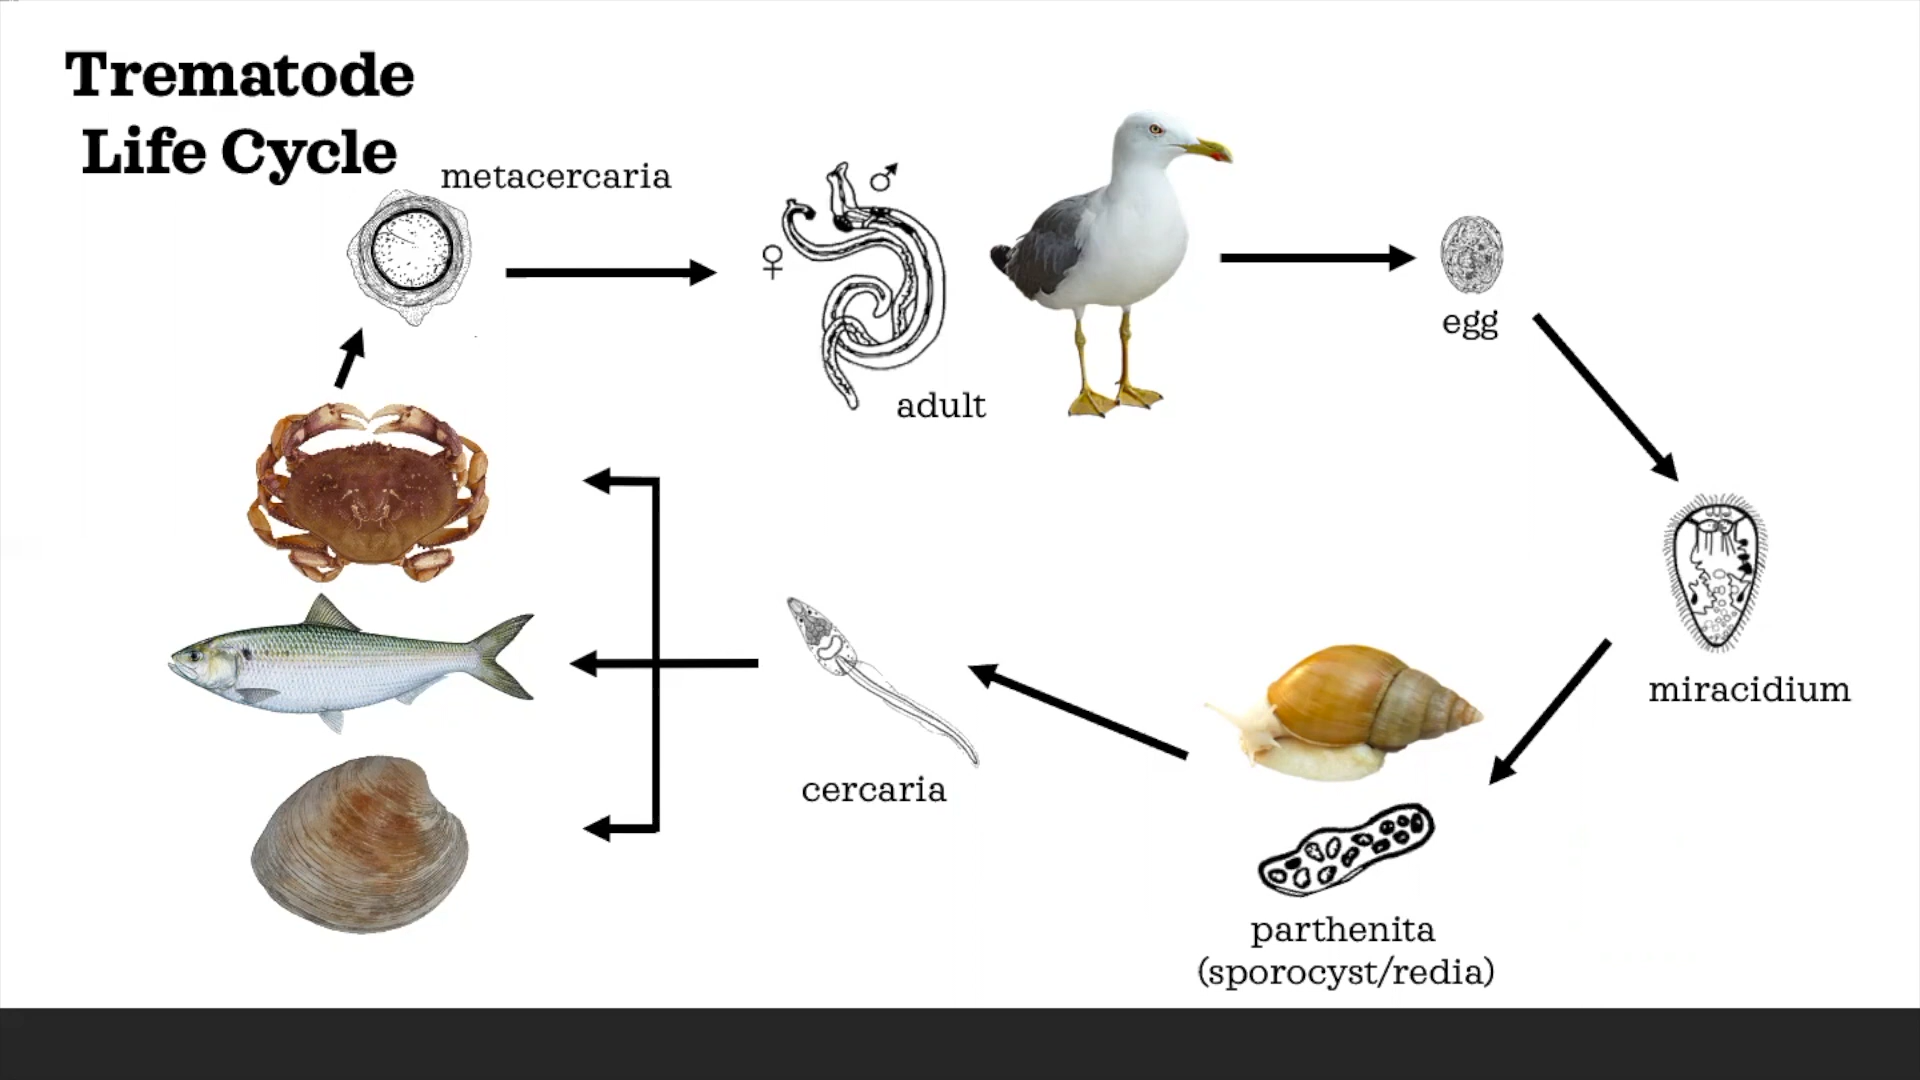 Trematode
Life Cycle
metacercaria
♂
♀
adult
egg
miracidium
cercaria
parthenita
(sporocyst/redia)